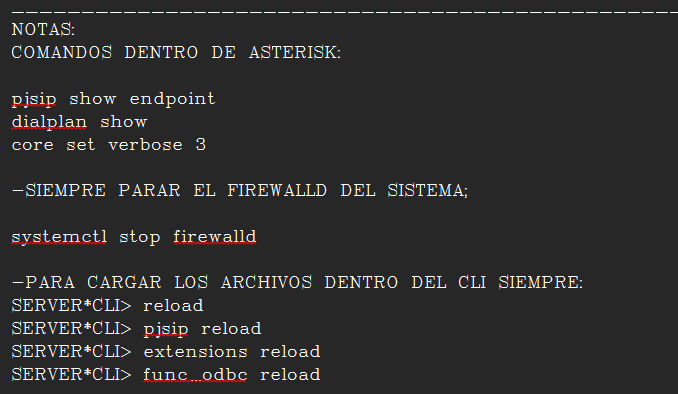 NOTAS:
COMANDOS DENTRO DE ASTERISK:
pjsip show endpoint
dialplan show
core set verbose 3
-SIEMPRE PARAR EL FIREWALLD DEL SISTEMA;
systemctl stop firewalld
-PARA CARGAR LOS ARCHIVOS DENTRO DEL CLI SIEMPRE:
SERVER*CLI> reload
SERVER*CLI> pjsip reload
SERVER*CLI> extensions reload
SERVER*CLI> func_odbc reload